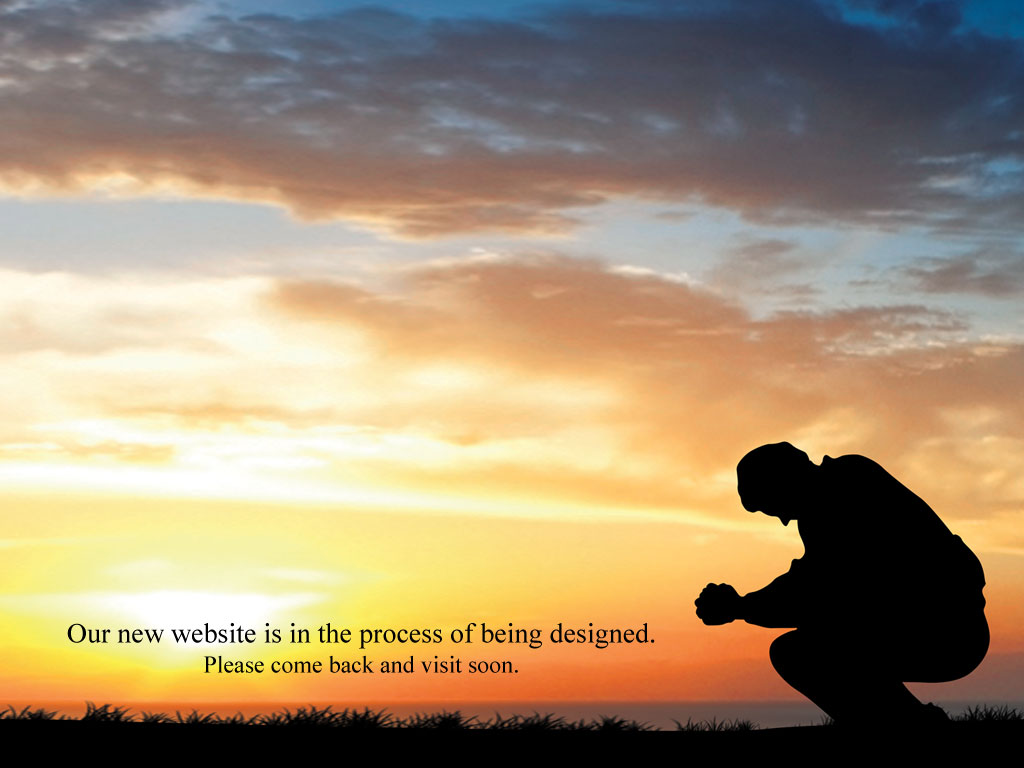 Our new website is in the process of being designed.
Please come back and visit soon.